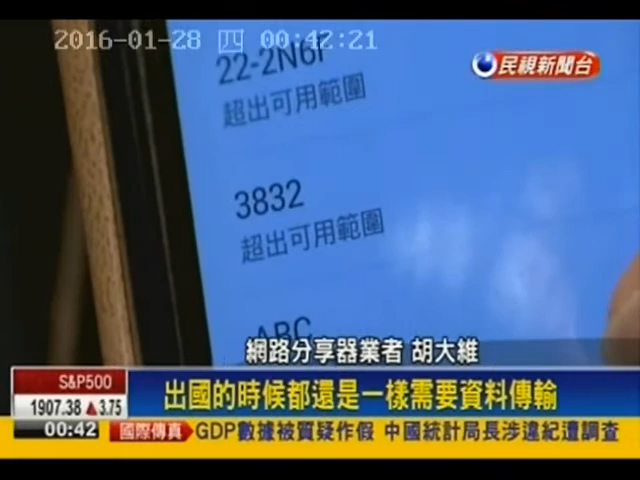 2016-01-28 四 00:42:21
民視新聞台
22-2N6F
超出可用範圍
3832
超出可用範圍
ABC
網路分享器業者 胡大維
S&P500
出國的時候都還是一樣需要資料傳輸
1907.38 ▲3.75
00:42
國際傳真
GDP數據被質疑作假 中國統計局長涉違紀遭調查